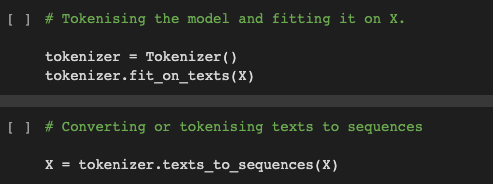 [ ] # Tokenising the model and fitting it on X.
tokenizer = Tokenizer()
tokenizer.fit_on_texts(X)
[ ] # Converting or tokenising texts to sequences
X = tokenizer.texts_to_sequences(X)